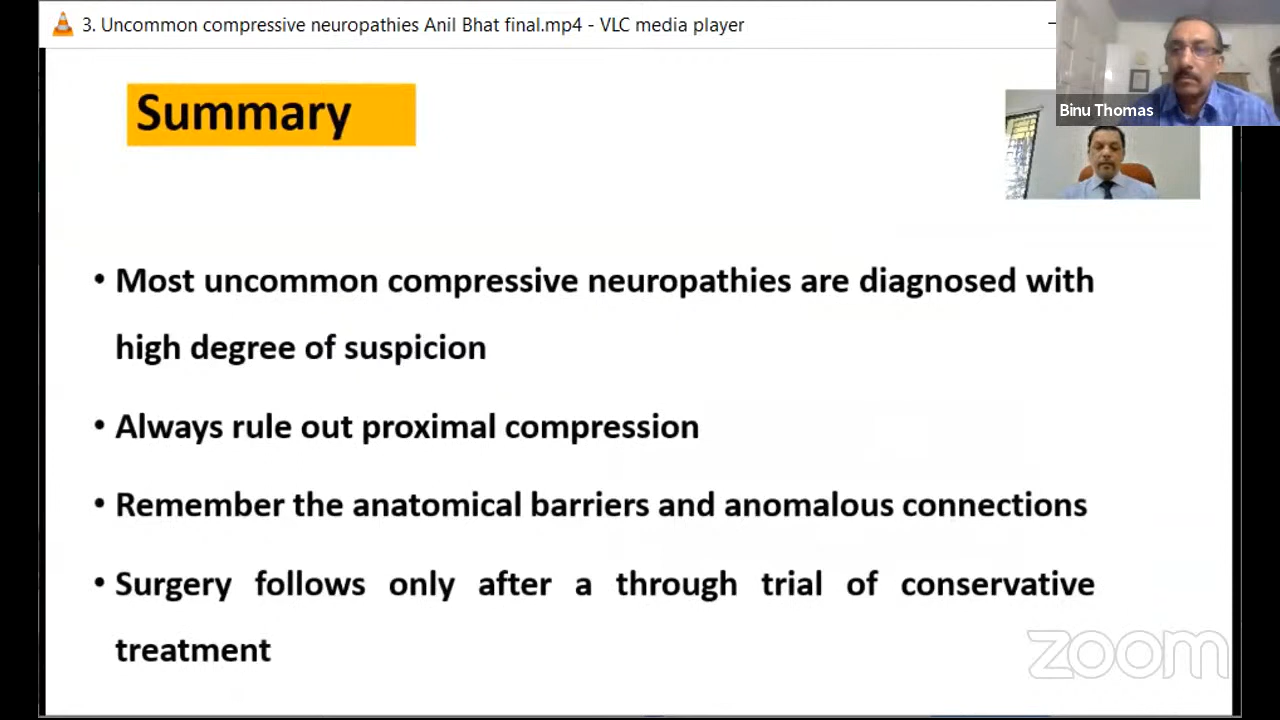 3. Uncommon compressive neuropathies Anil Bhat final.mp4 - VLC media player
Binu Thomas
Summary
• Most uncommon compressive neuropathies are diagnosed with
high degree of suspicion
• Always rule out proximal compression
• Remember the anatomical barriers and anomalous connections
• Surgery follows only after a through trial of conservative
treatment
zoom